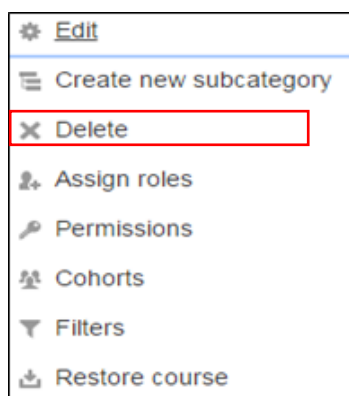 Edit
Create new subcategory
Delete
Assign roles
Permissions
Cohorts
Filters
Restore course